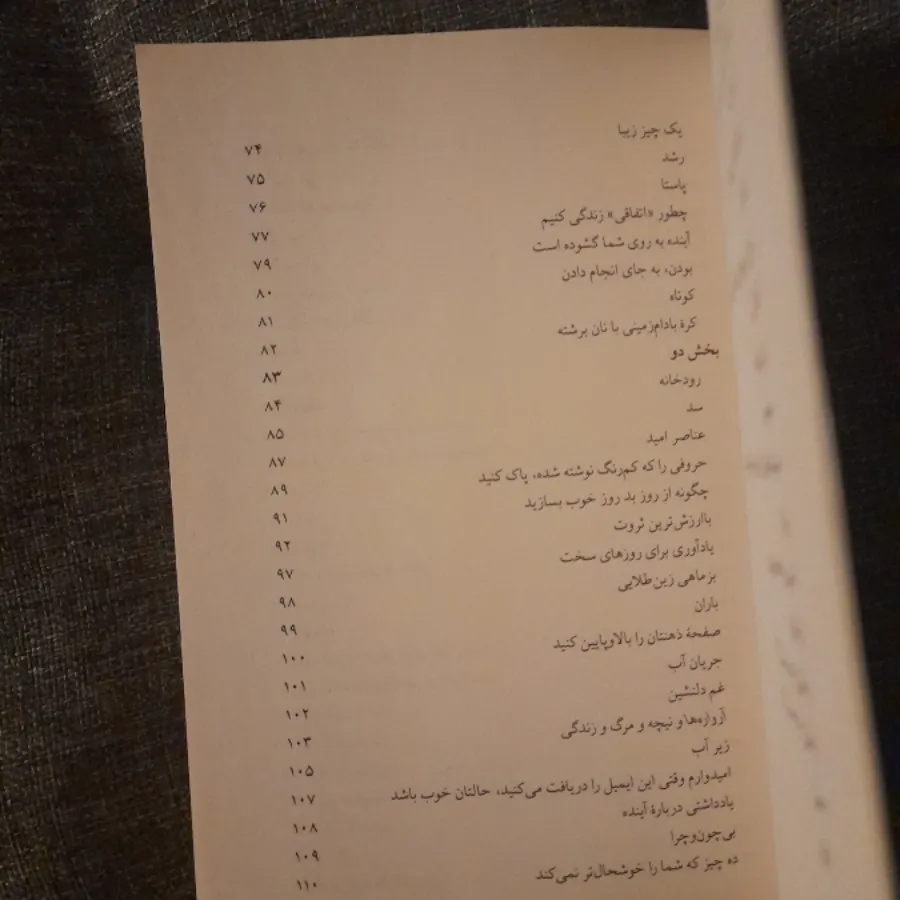 یک چیز زیبا ۷۴
رشد ۷۵
پاستا ۷۶
چطور «اتفاقی» زندگی کنیم ۷۷
آینده به روی شما گشوده است ۷۹
بودن، به جای انجام دادن ۸۰
کوتاه ۸۱
کرهٔ بادام‌زمینی با نان برشته ۸۲
بخش دو ۸۳
رودخانه ۸۴
سد ۸۵
عناصر امید ۸۷
حروفی را که کم‌رنگ نوشته شده، پاک کنید ۸۹
چگونه از روز بد روز خوب بسازید ۹۱
باارزش‌ترین ثروت ۹۲
یادآوری برای روزهای سخت ۹۷
بزماهی زین‌طلایی ۹۸
باران ۹۹
صفحهٔ ذهنتان را بالاوپایین کنید ۱۰۰
جریان آب ۱۰۱
غم دلنشین ۱۰۲
آرواره‌ها و نیچه و مرگ و زندگی ۱۰۳
زیر آب ۱۰۵
امیدوارم وقتی این ایمیل را دریافت می‌کنید، حالتان خوب باشد ۱۰۷
یادداشتی دربارهٔ آینده ۱۰۸
بی‌چون‌وچرا ۱۰۹
ده چیز که شما را خوشحال‌تر نمی‌کند ۱۱۰